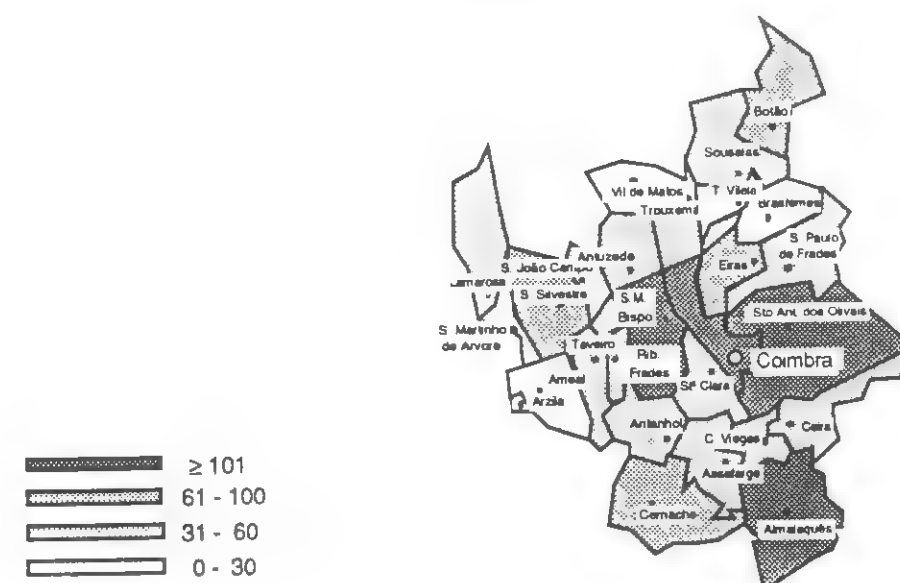 Botão
Souselas
T. Vilela
Vil de Matos
Brasfemes
Trouxemil
S. Paulo
de Frades
Antuzede
Eiras
S. João Campo
Lamarosa
S. Silvestre
S. M.
Bispo
Sto Ant. dos Olivais
S. Martinho
de Arvore
Taveiro
Rib.
Frades
Coimbra
Ameal
Stª Clara
Arzila
Antanhol
C. Viegas
Ceira
Assafarge
Cernache
Almalaguês
≥ 101
61 - 100
31 - 60
0 - 30